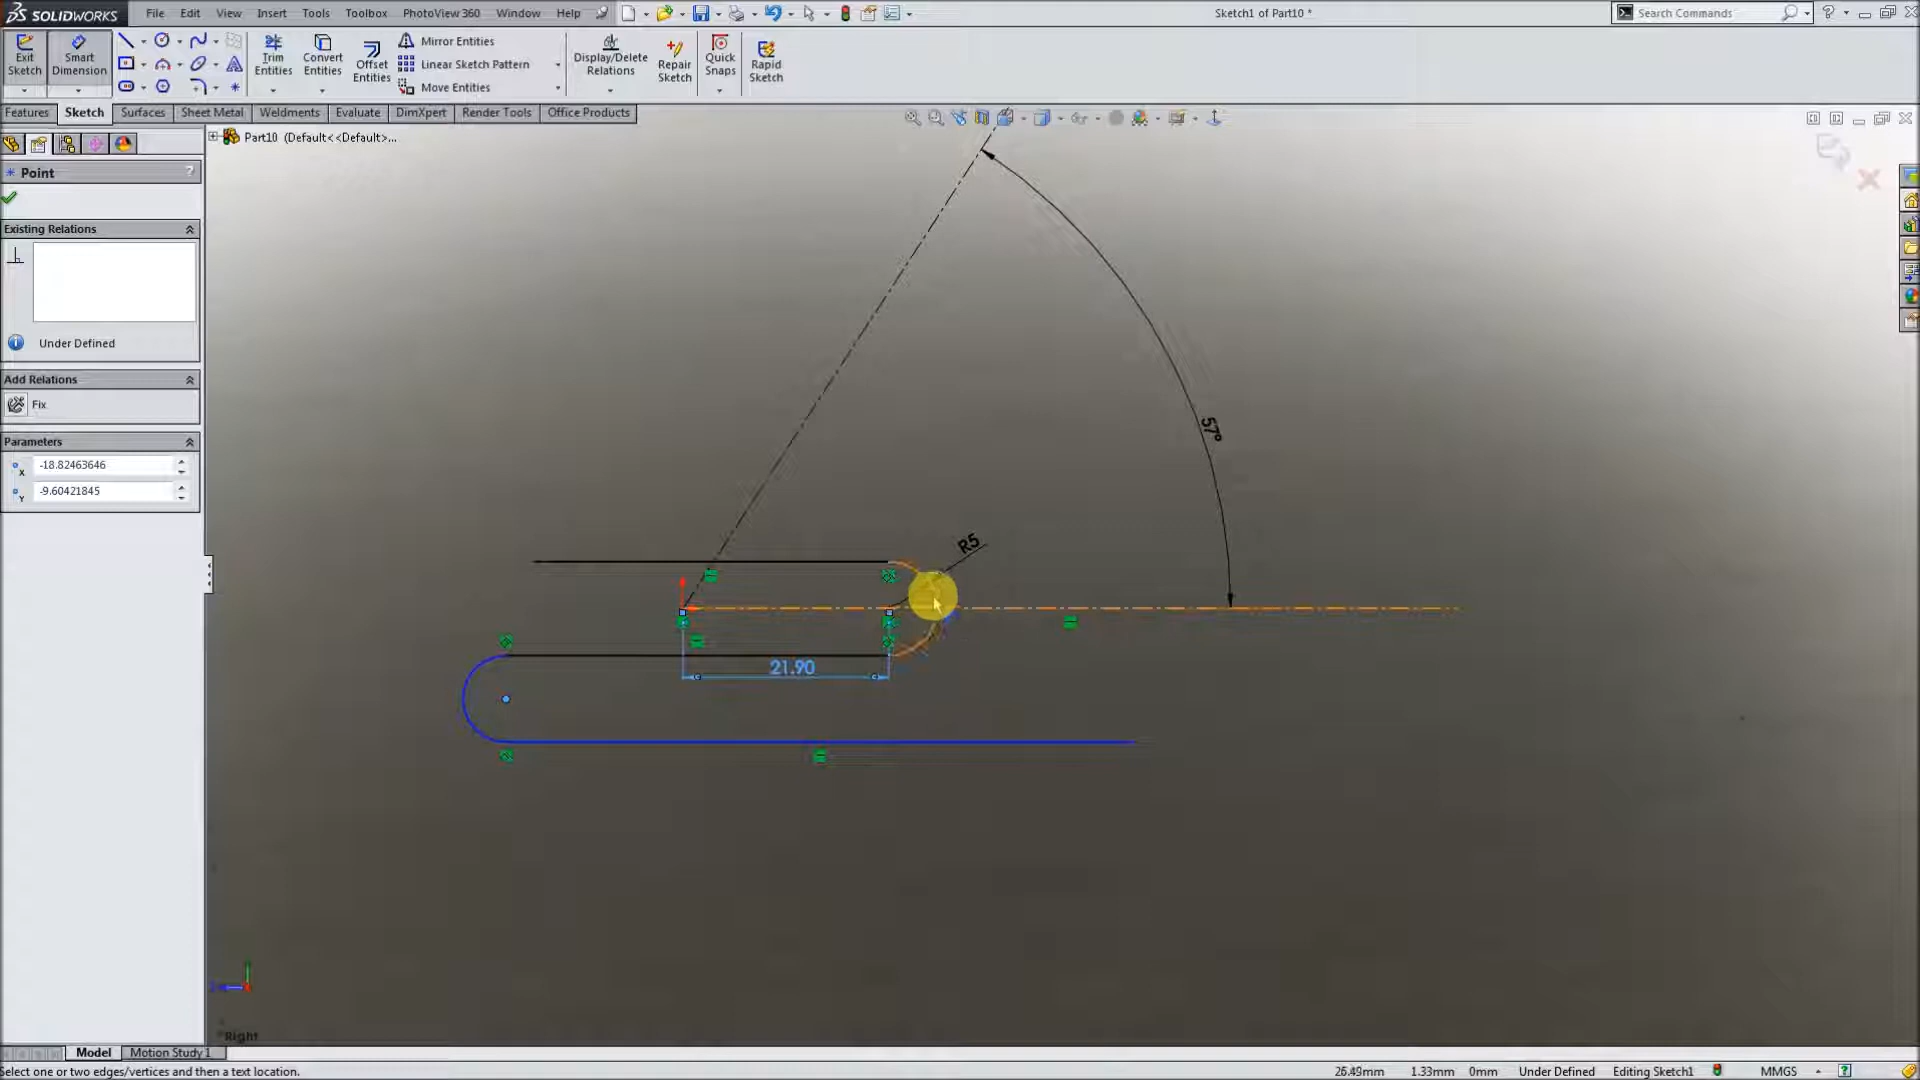 SOLIDWORKS
File Edit View Insert Tools Toolbox PhotoView 360 Window Help
Sketch1 of Part10 *
Search Commands
Exit Sketch
Smart Dimension
Trim Entities
Convert Entities
Offset Entities
Mirror Entities
Linear Sketch Pattern
Move Entities
Display/Delete Relations
Repair Sketch
Quick Snaps
Rapid Sketch
Features Sketch Surfaces Sheet Metal Weldments Evaluate DimXpert Render Tools Office Products
Part10 (Default<<Default>...
Point
?
Existing Relations
Under Defined
Add Relations
Fix
Parameters
-18.82463646
-9.60421845
57°
R5
21.90
*Right
Model Motion Study 1
Select one or two edges/vertices and then a text location.
26.49mm 1.33mm 0mm Under Defined Editing Sketch1 MMGS